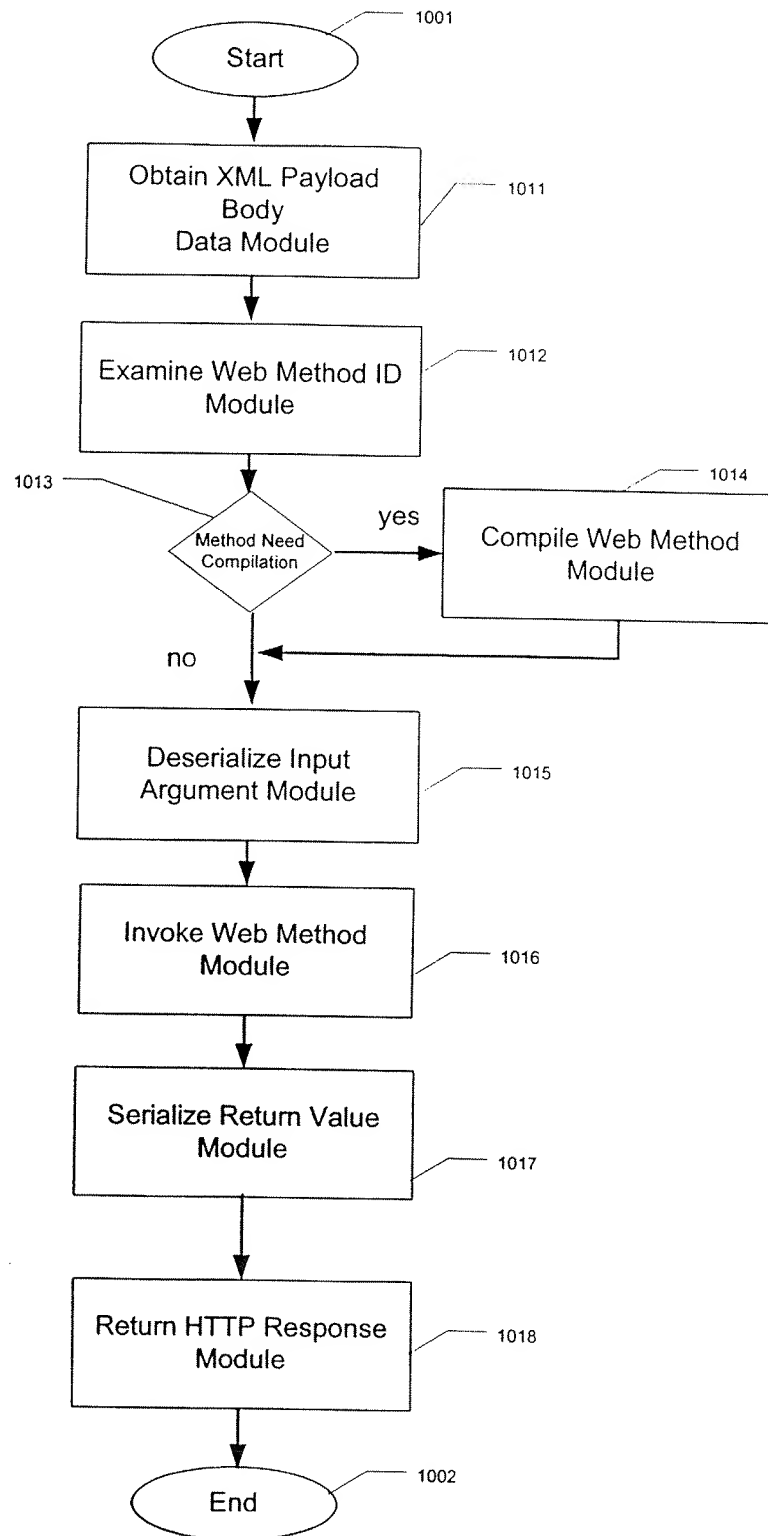 1001
Start
Obtain XML Payload
Body
Data Module
1011
Examine Web Method ID
Module
1012
1013
Method Need
Compilation
yes
1014
Compile Web Method
Module
no
Deserialize Input
Argument Module
1015
Invoke Web Method
Module
1016
Serialize Return Value
Module
1017
Return HTTP Response
Module
1018
1002
End